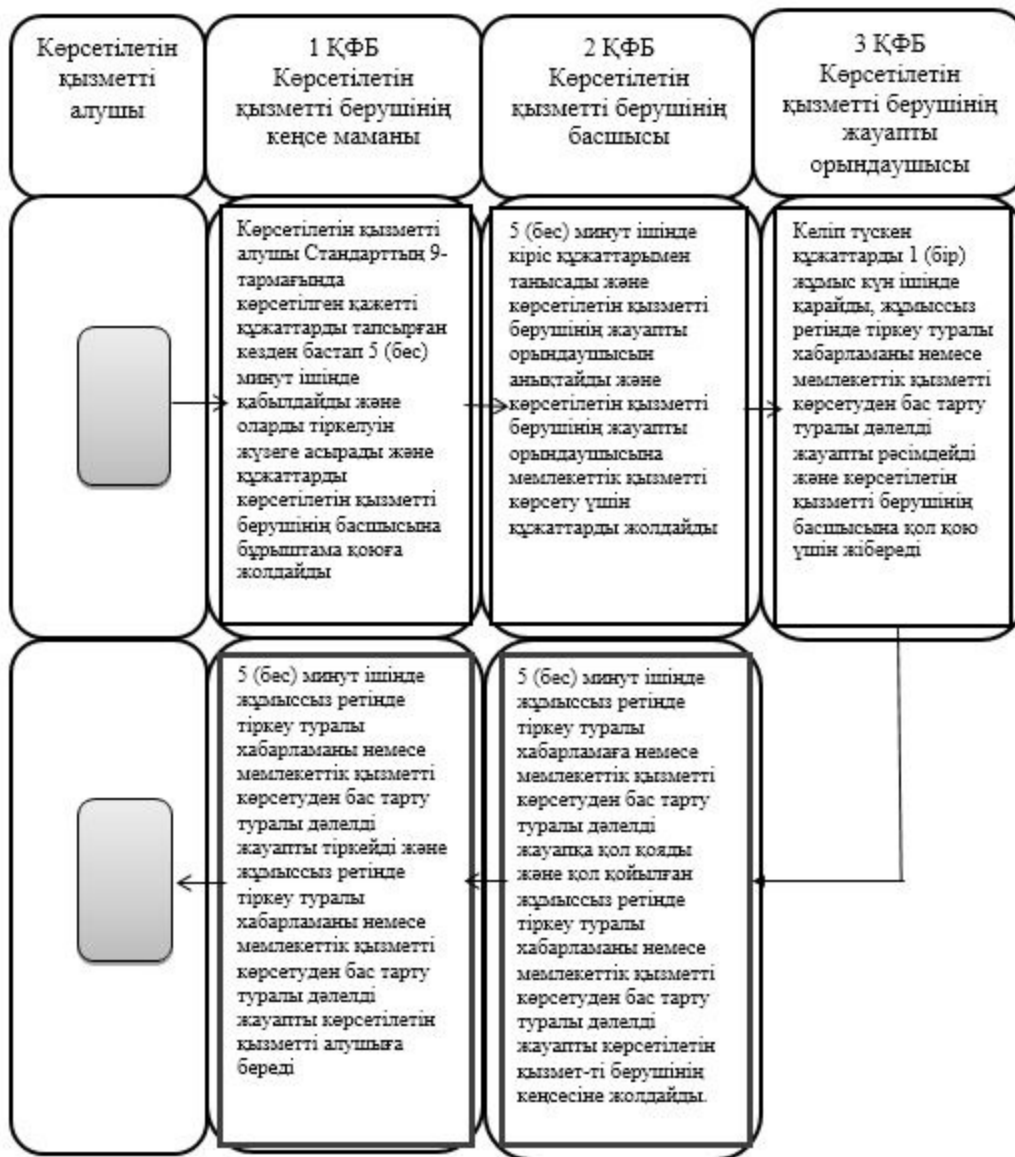 Көрсетілетін
қызметті
алушы
1 ҚФБ
Көрсетілетін
қызметті берушінің
кеңсе маманы
2 ҚФБ
Көрсетілетін
қызметті берушінің
басшысы
3 ҚФБ
Көрсетілетін
қызметті берушінің
жауапты
орындаушысы
Көрсетілетін қызметті
алушы Стандарттың 9-
тармағында
көрсетілген қажетті
құжаттарды тапсырған
кезден бастап 5 (бес)
минут ішінде
қабылдайды және
оларды тіркелуін
жүзеге асырады және
құжаттарды
көрсетілетін қызметті
берушінің басшысына
бұрыштама қоюға
жолдайды
5 (бес) минут ішінде
кіріс құжаттарымен
танысады және
көрсетілетін қызметті
берушінің жауапты
орындаушысын
анықтайды және
көрсетілетін қызметті
берушінің жауапты
орындаушысына
мемлекеттік қызметті
көрсету үшін
құжаттарды жолдайды
Келіп түскен
құжаттарды 1 (бір)
жұмыс күн ішінде
қарайды, жұмыссыз
ретінде тіркеу туралы
хабарламаны немесе
мемлекеттік қызметті
көрсетуден бас тарту
туралы дәлелді
жауапты рәсімдейді
және көрсетілетін
қызметті берушінің
басшысына қол қою
үшін жібереді
5 (бес) минут ішінде
жұмыссыз ретінде
тіркеу туралы
хабарламаны немесе
мемлекеттік қызметті
көрсетуден бас тарту
туралы дәлелді
жауапты тіркейді және
жұмыссыз ретінде
тіркеу туралы
хабарламаны немесе
мемлекеттік қызметті
көрсетуден бас тарту
туралы дәлелді
жауапты көрсетілетін
қызметті алушыға
береді
5 (бес) минут ішінде
жұмыссыз ретінде
тіркеу туралы
хабарламаға немесе
мемлекеттік қызметті
көрсетуден бас тарту
туралы дәлелді
жауапқа қол қояды
және қол қойылған
жұмыссыз ретінде
тіркеу туралы
хабарламаны немесе
мемлекеттік қызметті
көрсетуден бас тарту
туралы дәлелді
жауапты көрсетілетін
қызмет-ті берушінің
кеңсесіне жолдайды.